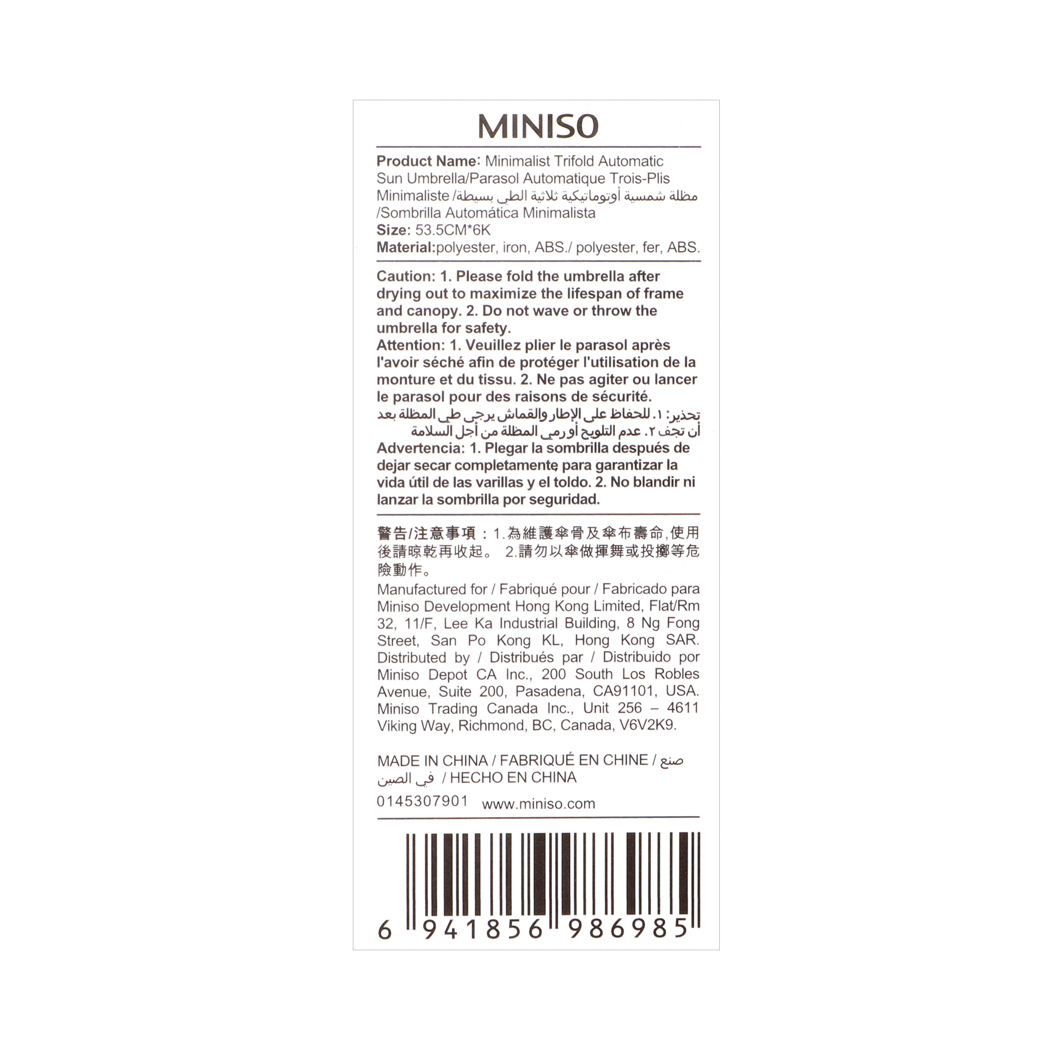 MINISO
Product Name: Minimalist Trifold Automatic
Sun Umbrella/Parasol Automatique Trois-Plis
Minimaliste /مظلة شمسية أوتوماتيكية ثلاثية الطي بسيطة
/Sombrilla Automática Minimalista
Size: 53.5CM*6K
Material:polyester, iron, ABS./ polyester, fer, ABS.
Caution: 1. Please fold the umbrella after
drying out to maximize the lifespan of frame
and canopy. 2. Do not wave or throw the
umbrella for safety.
Attention: 1. Veuillez plier le parasol après
l'avoir séché afin de protéger l'utilisation de la
monture et du tissu. 2. Ne pas agiter ou lancer
le parasol pour des raisons de sécurité.
تحذير: ١. للحفاظ على الإطار والقماش يرجى طي المظلة بعد
أن تجف ٢. عدم التلويح أو رمي المظلة من أجل السلامة
Advertencia: 1. Plegar la sombrilla después de
dejar secar completamente, para garantizar la
vida útil de las varillas y el toldo. 2. No blandir ni
lanzar la sombrilla por seguridad.
警告/注意事項：1.為維護傘骨及傘布壽命,使用
後請晾乾再收起。 2.請勿以傘做揮舞或投擲等危
險動作。
Manufactured for / Fabriqué pour / Fabricado para
Miniso Development Hong Kong Limited, Flat/Rm
32, 11/F, Lee Ka Industrial Building, 8 Ng Fong
Street, San Po Kong KL, Hong Kong SAR.
Distributed by / Distribués par / Distribuido por
Miniso Depot CA Inc., 200 South Los Robles
Avenue, Suite 200, Pasadena, CA91101, USA.
Miniso Trading Canada Inc., Unit 256 – 4611
Viking Way, Richmond, BC, Canada, V6V2K9.
MADE IN CHINA / FABRIQUÉ EN CHINE / صنع
في الصين / HECHO EN CHINA
0145307901 www.miniso.com
6 941856 986985